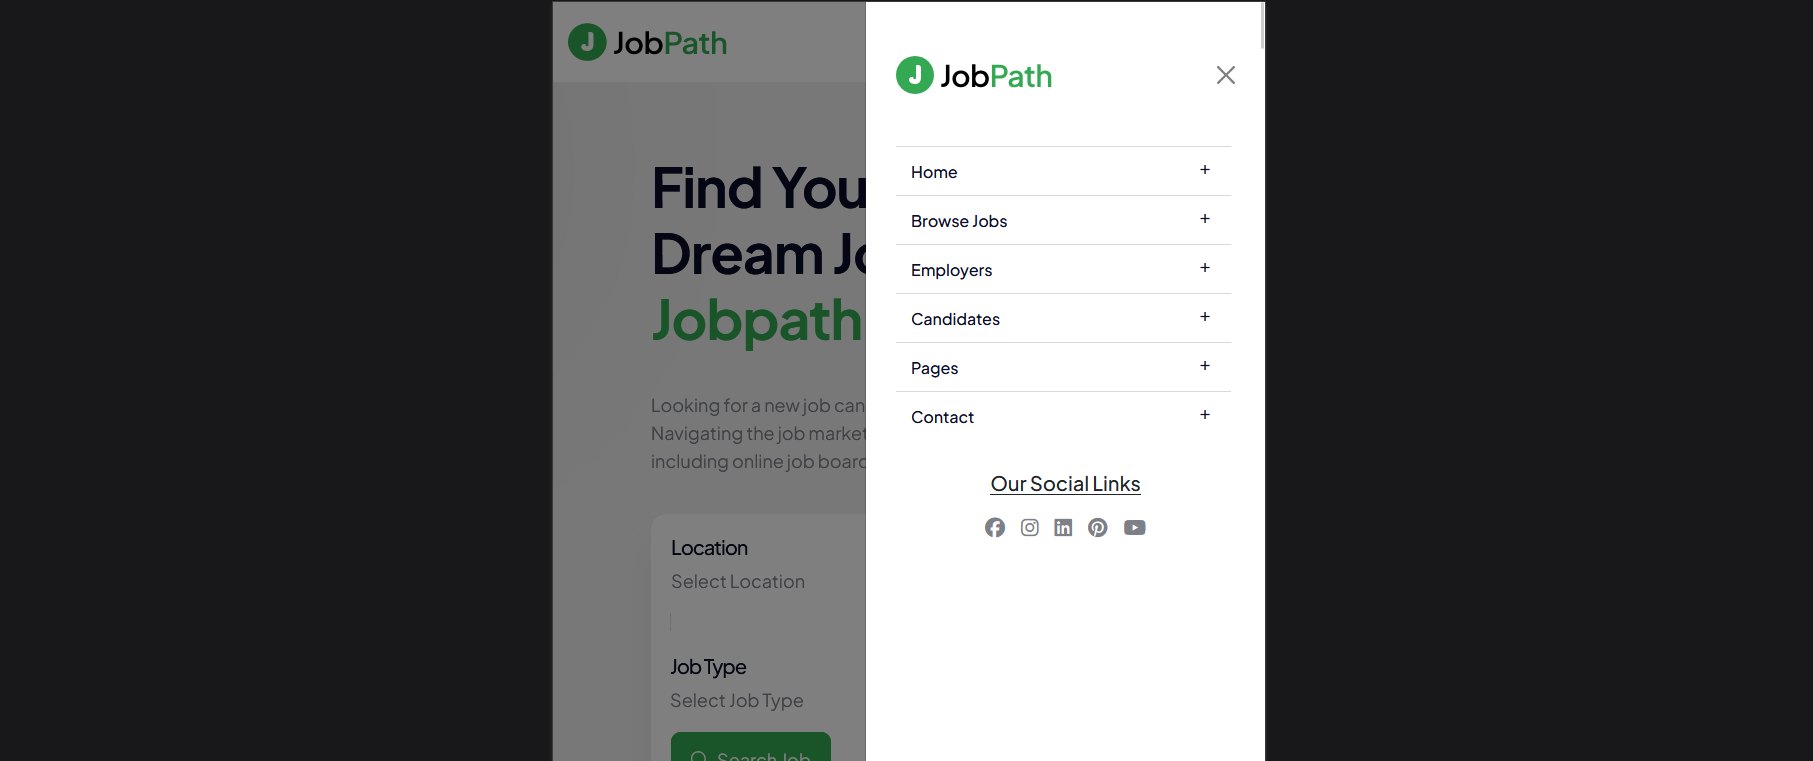 JobPath
Find You
Dream Jo
Jobpath
Looking for a new job can
Navigating the job market
including online job boar
Location
Select Location
Job Type
Select Job Type
Search Job
JobPath
Home +
Browse Jobs +
Employers +
Candidates +
Pages +
Contact +
Our Social Links